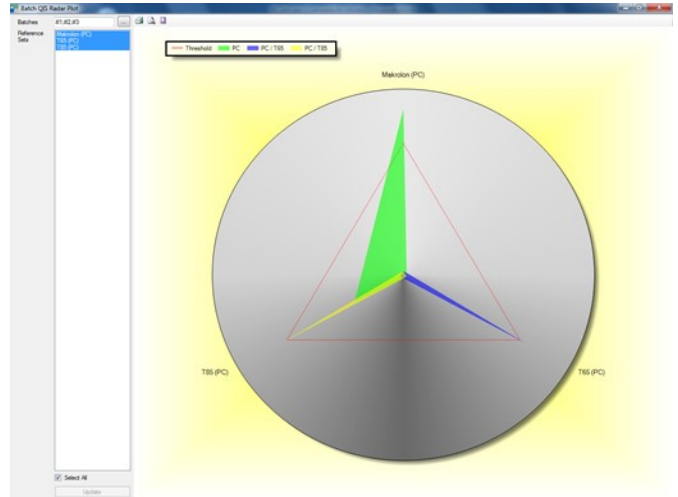 Batch QIS Radar Plot
Batches #1,#2,#3 ...
Reference Sets
Makrolon (PC)
T65 (PC)
T85 (PC)
Threshold PC PC / T65 PC / T85
Makrolon (PC)
T85 (PC)
T65 (PC)
Select All
Update